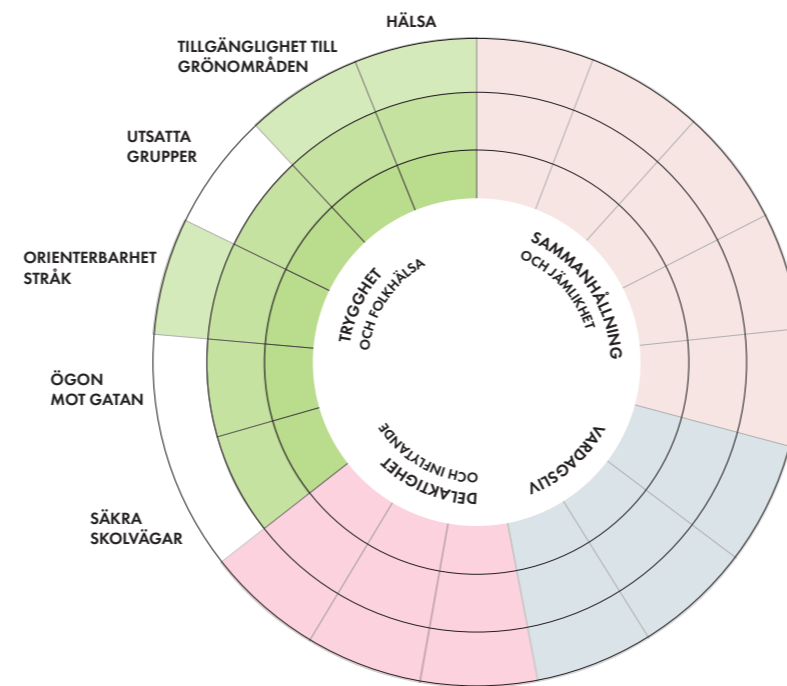 HÄLSA
TILLGÄNGLIGHET TILL
GRÖNOMRÅDEN
UTSATTA
GRUPPER
ORIENTERBARHET
STRÅK
ÖGON
MOT GATAN
SÄKRA
SKOLVÄGAR
TRYGGHET
OCH FOLKHÄLSA
SAMMANHÅLLNING
OCH JÄMLIKHET
DELAKTIGHET
OCH INFLYTANDE
VARDAGSLIV